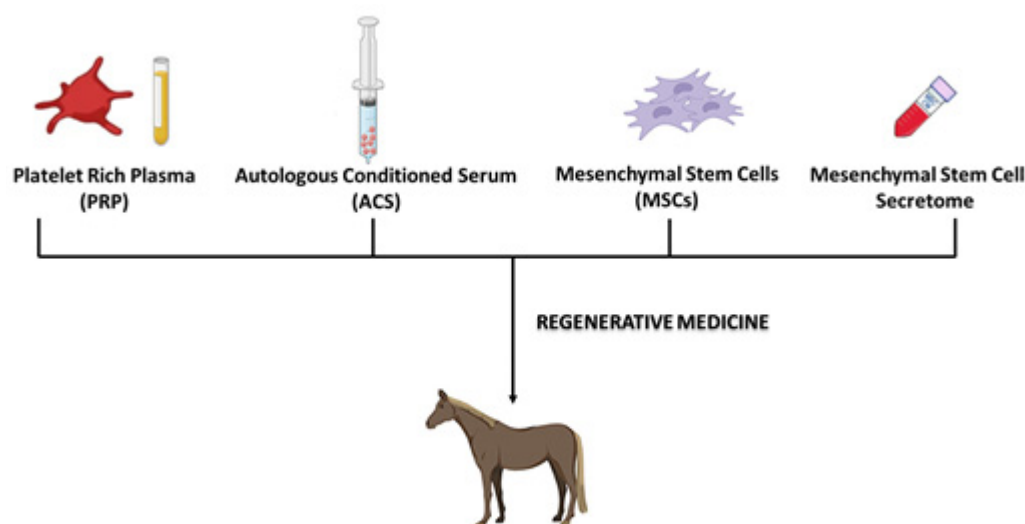 Platelet Rich Plasma
(PRP)
Autologous Conditioned Serum
(ACS)
Mesenchymal Stem Cells
(MSCs)
Mesenchymal Stem Cell
Secretome
REGENERATIVE MEDICINE